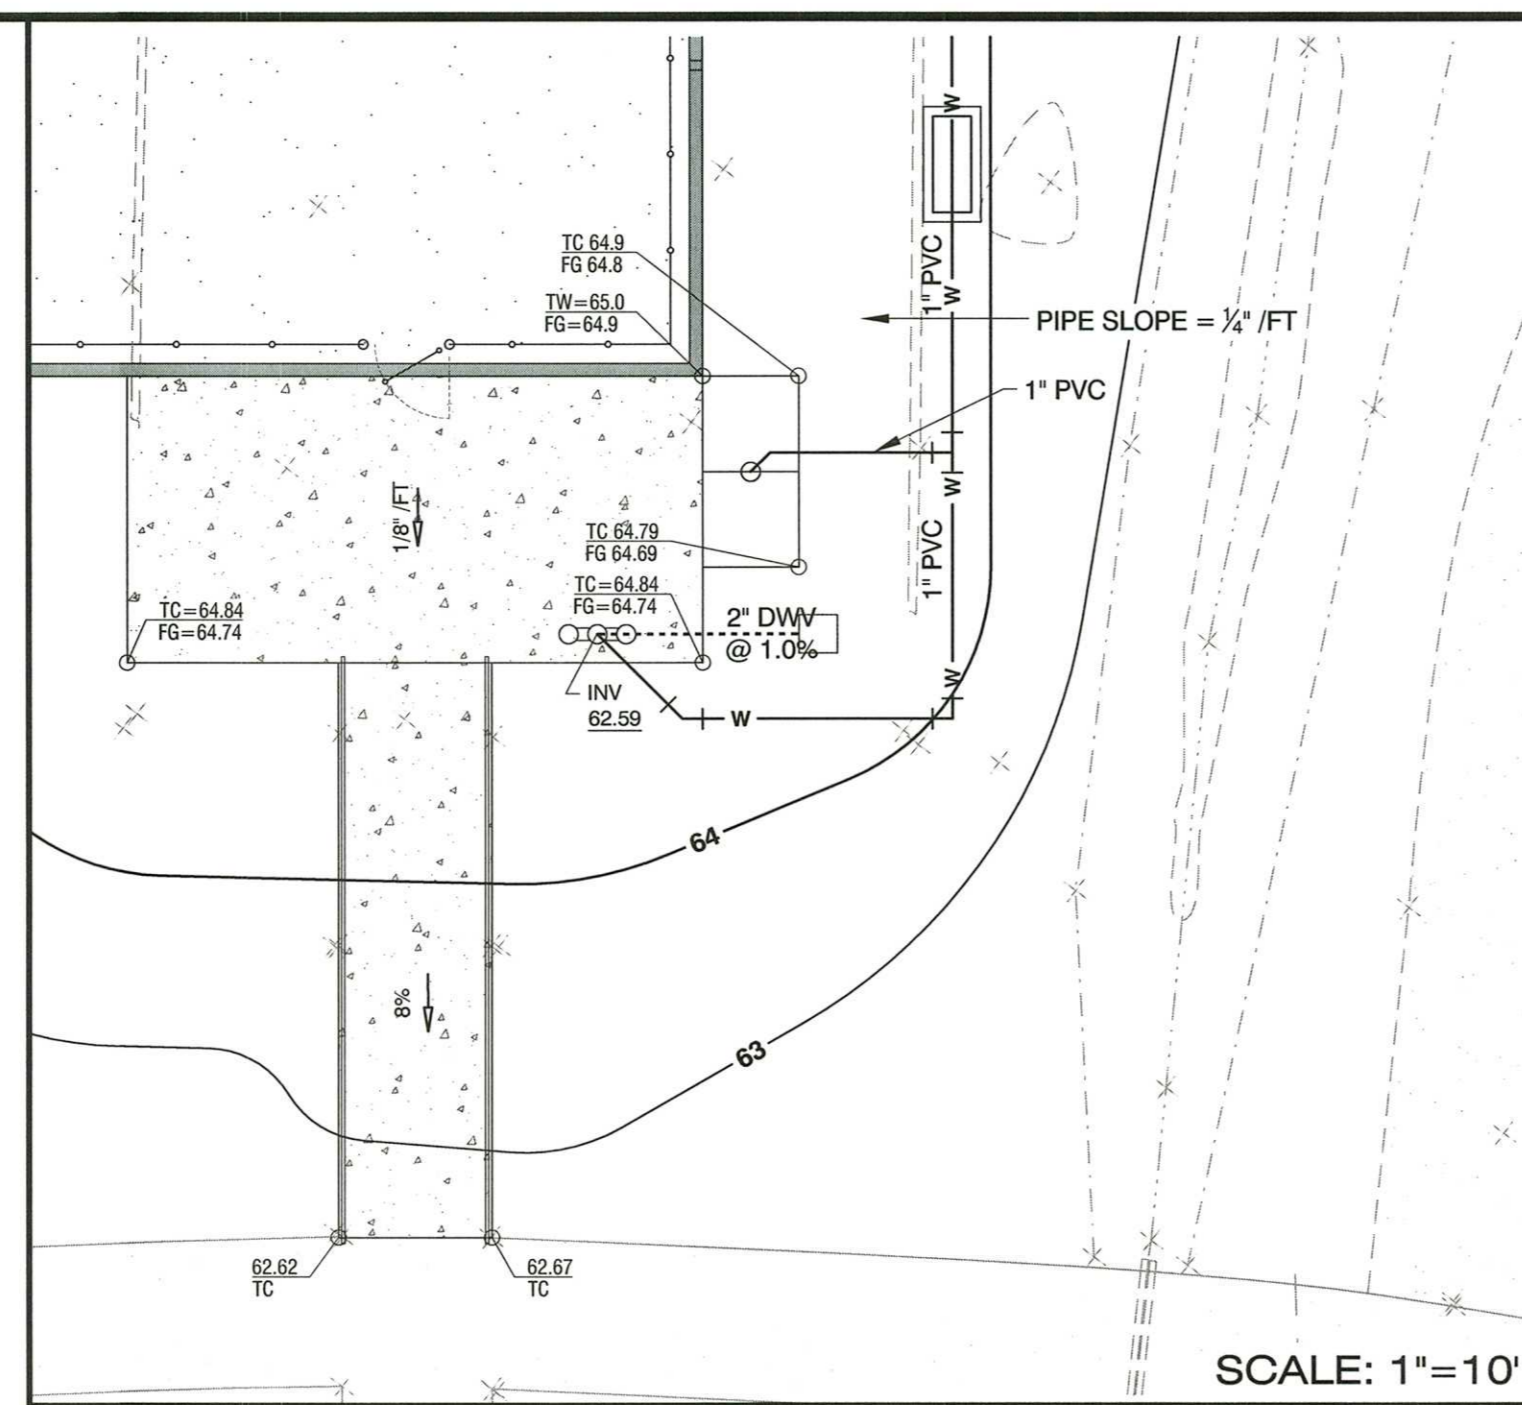 W
TC 64.9
FG 64.8
1" PVC
W
TW=65.0
FG=64.9
PIPE SLOPE = ¼" /FT
1" PVC
W
1/8" /FT
TC 64.79
FG 64.69
1" PVC
TC=64.84
FG=64.74
TC=64.84
FG=64.74
2" DWV
@ 1.0%
W
INV
62.59
W
64
8%
63
62.62
TC
62.67
TC
SCALE: 1"=10'